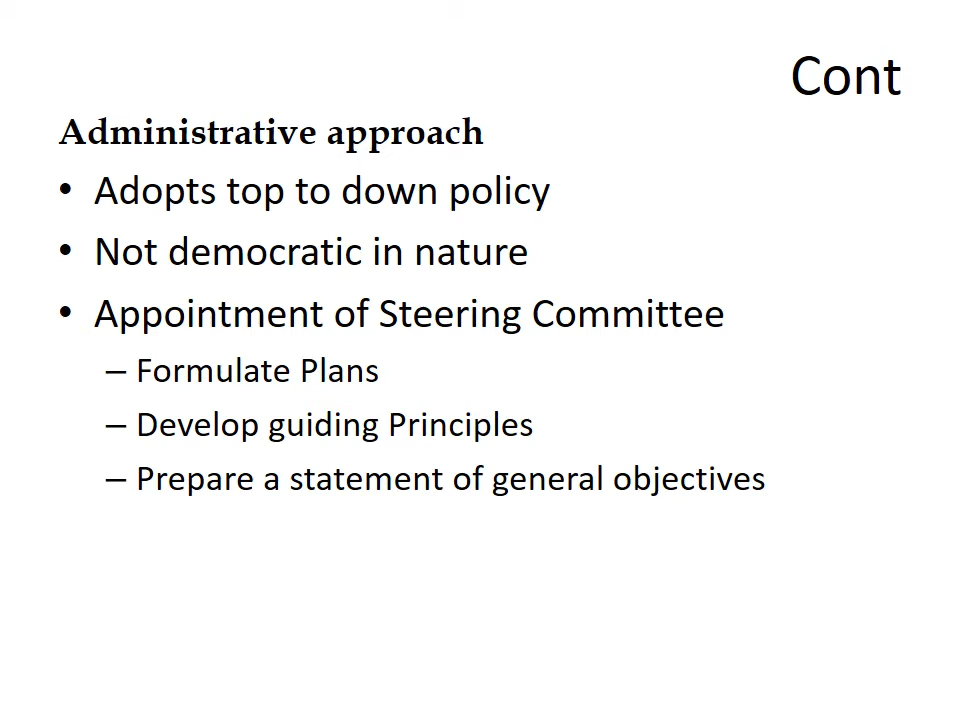 Cont
Administrative approach
• Adopts top to down policy
• Not democratic in nature
• Appointment of Steering Committee
– Formulate Plans
– Develop guiding Principles
– Prepare a statement of general objectives